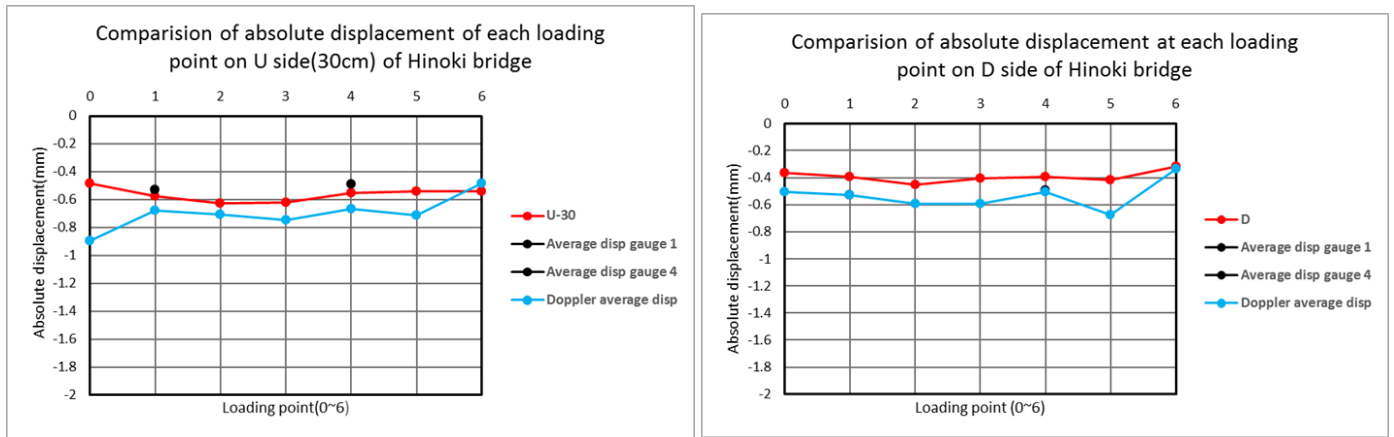 Comparision of absolute displacement of each loading
point on U side(30cm) of Hinoki bridge
0 1 2 3 4 5 6
0
-0.2
-0.4
-0.6
-0.8
-1
-1.2
-1.4
-1.6
-1.8
-2
Absolute displacement(mm)
Loading point(0~6)
U-30
Average disp gauge 1
Average disp gauge 4
Doppler average disp
Comparision of absolute displacement at each loading
point on D side of Hinoki bridge
0 1 2 3 4 5 6
0
-0.2
-0.4
-0.6
-0.8
-1
-1.2
-1.4
-1.6
-1.8
-2
Absolute displacement(mm)
Loading point (0~6)
D
Average disp gauge 1
Average disp gauge 4
Doppler average disp